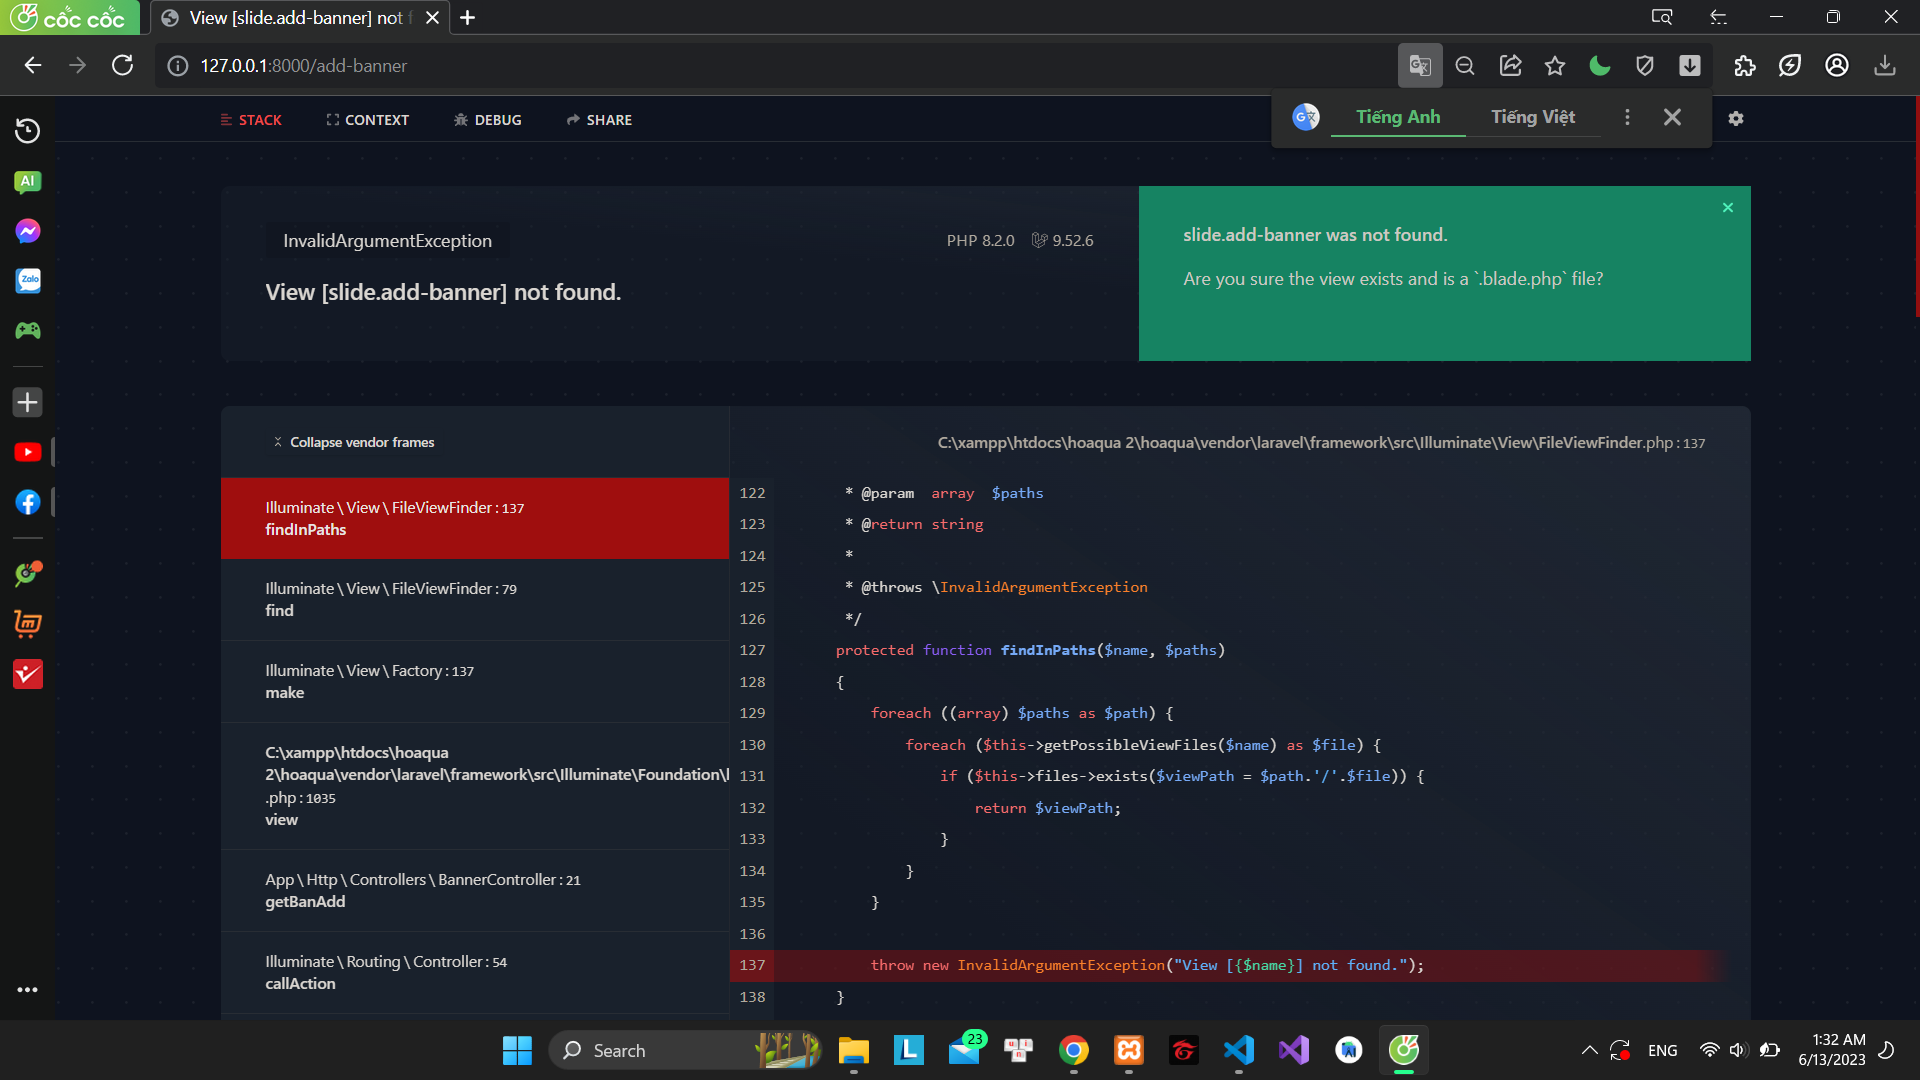 cốc cốc
View [slide.add-banner] not f
127.0.0.1:8000/add-banner
Tiếng Anh
Tiếng Việt
STACK
CONTEXT
DEBUG
SHARE
AI
Zalo
InvalidArgumentException
PHP 8.2.0
9.52.6
View [slide.add-banner] not found.
slide.add-banner was not found.
Are you sure the view exists and is a `.blade.php` file?
Collapse vendor frames
C:\xampp\htdocs\hoaqua 2\hoaqua\vendor\laravel\framework\src\Illuminate\View\FileViewFinder.php:137
Illuminate\View\FileViewFinder:137
findInPaths
Illuminate\View\FileViewFinder:79
find
Illuminate\View\Factory:137
make
C:\xampp\htdocs\hoaqua
2\hoaqua\vendor\laravel\framework\src\Illuminate\Foundation\
.php:1035
view
App\Http\Controllers\BannerController:21
getBanAdd
Illuminate\Routing\Controller:54
callAction
122 * @param  array  $paths
123 * @return string
124 *
125 * @throws \InvalidArgumentException
126 */
127 protected function findInPaths($name, $paths)
128 {
129 foreach ((array) $paths as $path) {
130 foreach ($this->getPossibleViewFiles($name) as $file) {
131 if ($this->files->exists($viewPath = $path.'/'.$file)) {
132 return $viewPath;
133 }
134 }
135 }
136
137 throw new InvalidArgumentException("View [{$name}] not found.");
138 }
Search
23
ENG
1:32 AM
6/13/2023